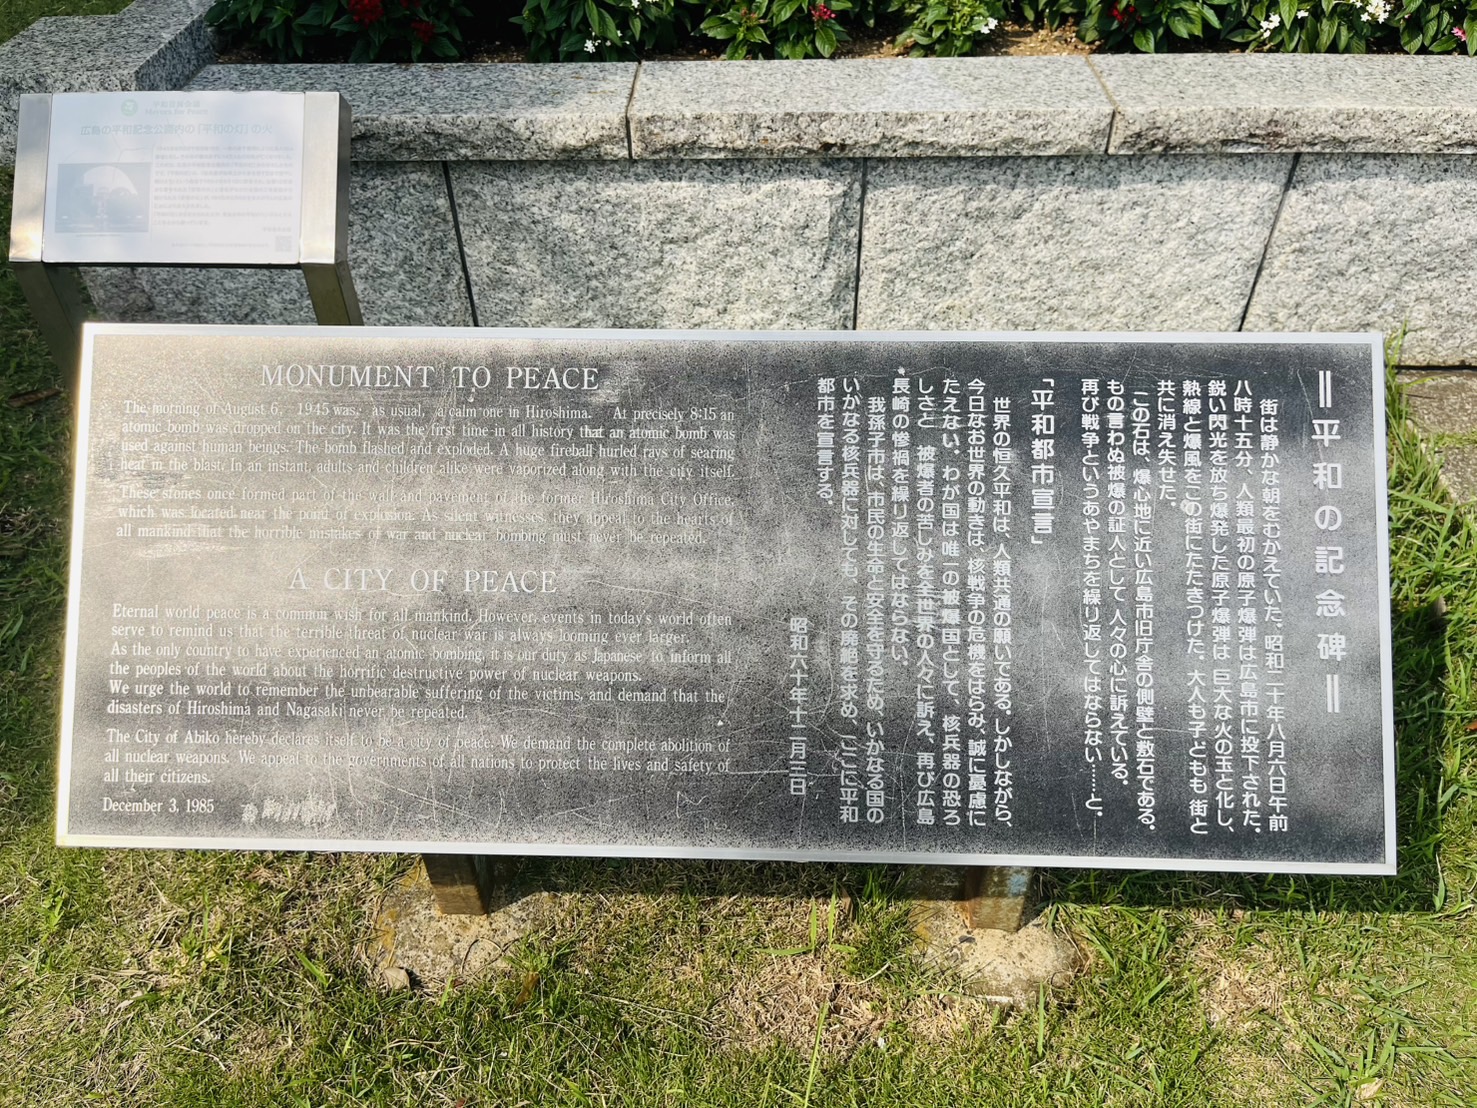 広島の平和記念公園内の「平和の灯」の火
MONUMENT TO PEACE
The morning of August 6, 1945 was, as usual, a calm one in Hiroshima. At precisely 8:15 an
atomic bomb was dropped on the city. It was the first time in all history that an atomic bomb was
used against human beings. The bomb flashed and exploded. A huge fireball hurled rays of searing
heat in the blast. In an instant, adults and children alike were vaporized along with the city itself.
These stones once formed part of the wall and pavement of the former Hiroshima City Office,
which was located near the point of explosion. As silent witnesses, they appeal to the hearts of
all mankind that the horrible mistakes of war and nuclear bombing must never be repeated.
A CITY OF PEACE
Eternal world peace is a common wish for all mankind. However, events in today's world often
serve to remind us that the terrible threat of nuclear war is always looming ever larger.
As the only country to have experienced an atomic bombing, it is our duty as Japanese to inform all
the peoples of the world about the horrific destructive power of nuclear weapons.
We urge the world to remember the unbearable suffering of the victims, and demand that the
disasters of Hiroshima and Nagasaki never be repeated.
The City of Abiko hereby declares itself to be a city of peace. We demand the complete abolition of
all nuclear weapons. We appeal to the governments of all nations to protect the lives and safety of
all their citizens.
December 3, 1985
=平和の記念碑=
街は静かな朝をむかえていた。昭和二十年八月六日午前
八時十五分、人類最初の原子爆弾は広島市に投下された。
鋭い閃光を放ち爆発した原子爆弾は 巨大な火の玉と化し、
熱線と爆風をこの街にたたきつけた。大人も子どもも 街と
共に消え失せた。
この石は、爆心地に近い広島市旧庁舎の側壁と敷石である。
もの言わぬ被爆の証人として 人々の心に訴えている。
再び戦争というあやまちを繰り返してはならない……と。
「平和都市宣言」
世界の恒久平和は、人類共通の願いである。しかしながら、
今日なお世界の動きは、核戦争の危機をはらみ、誠に憂慮に
たえない。わが国は唯一の被爆国として、核兵器の恐ろ
しさと 被爆者の苦しみを全世界の人々に訴え、再び広島
長崎の惨禍を繰り返してはならない。
我孫子市は、市民の生命と安全を守るため、いかなる国の
いかなる核兵器に対しても、その廃絶を求め、ここに平和
都市を宣言する。
昭和六十年十二月三日